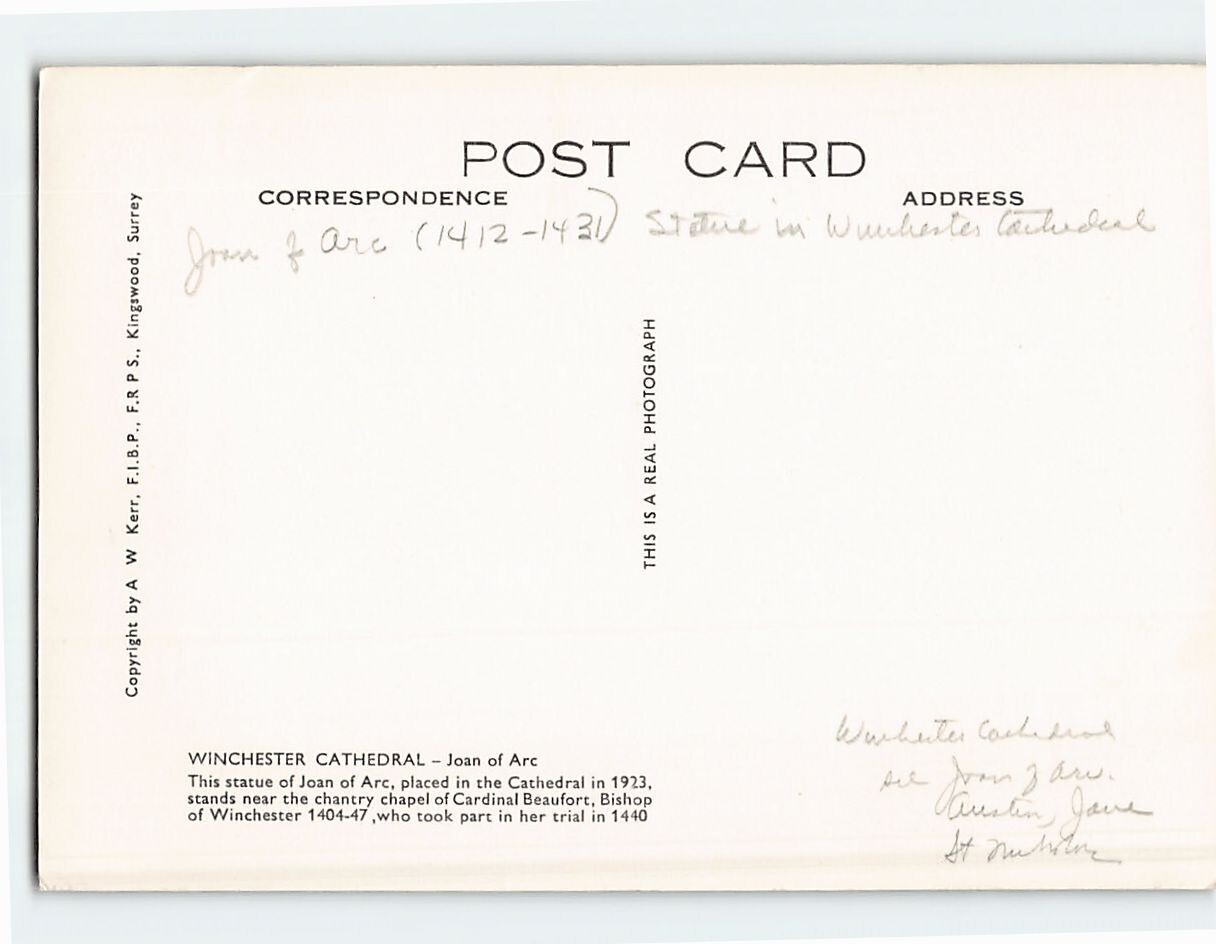 POST CARD
CORRESPONDENCE
ADDRESS
Joan of Arc (1412-1431) Statue in Winchester Cathedral
Copyright by A W Kerr, F.I.B.P., F.R P S., Kingswood, Surrey
THIS IS A REAL PHOTOGRAPH
WINCHESTER CATHEDRAL – Joan of Arc
This statue of Joan of Arc, placed in the Cathedral in 1923,
stands near the chantry chapel of Cardinal Beaufort, Bishop
of Winchester 1404-47, who took part in her trial in 1440
Winchester Cathedral
see Joan of Arc.
Austin, Jane
St Nicholas